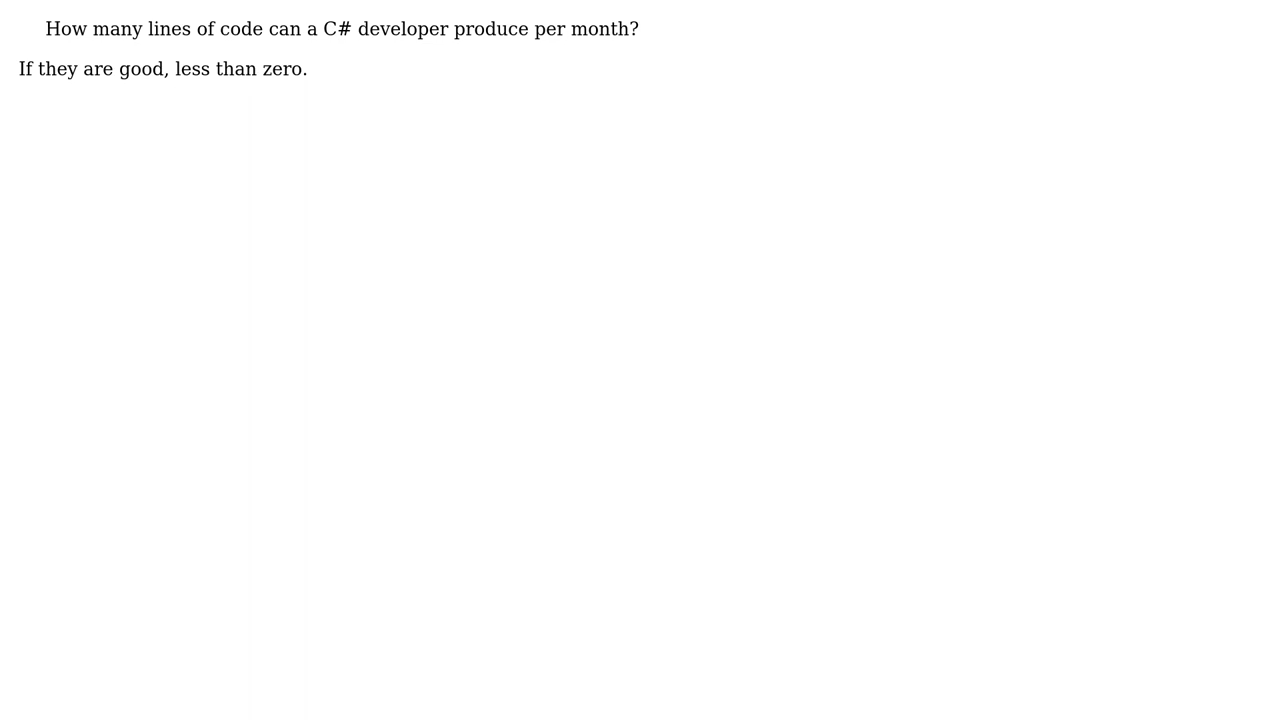 How many lines of code can a C# developer produce per month?
If they are good, less than zero.